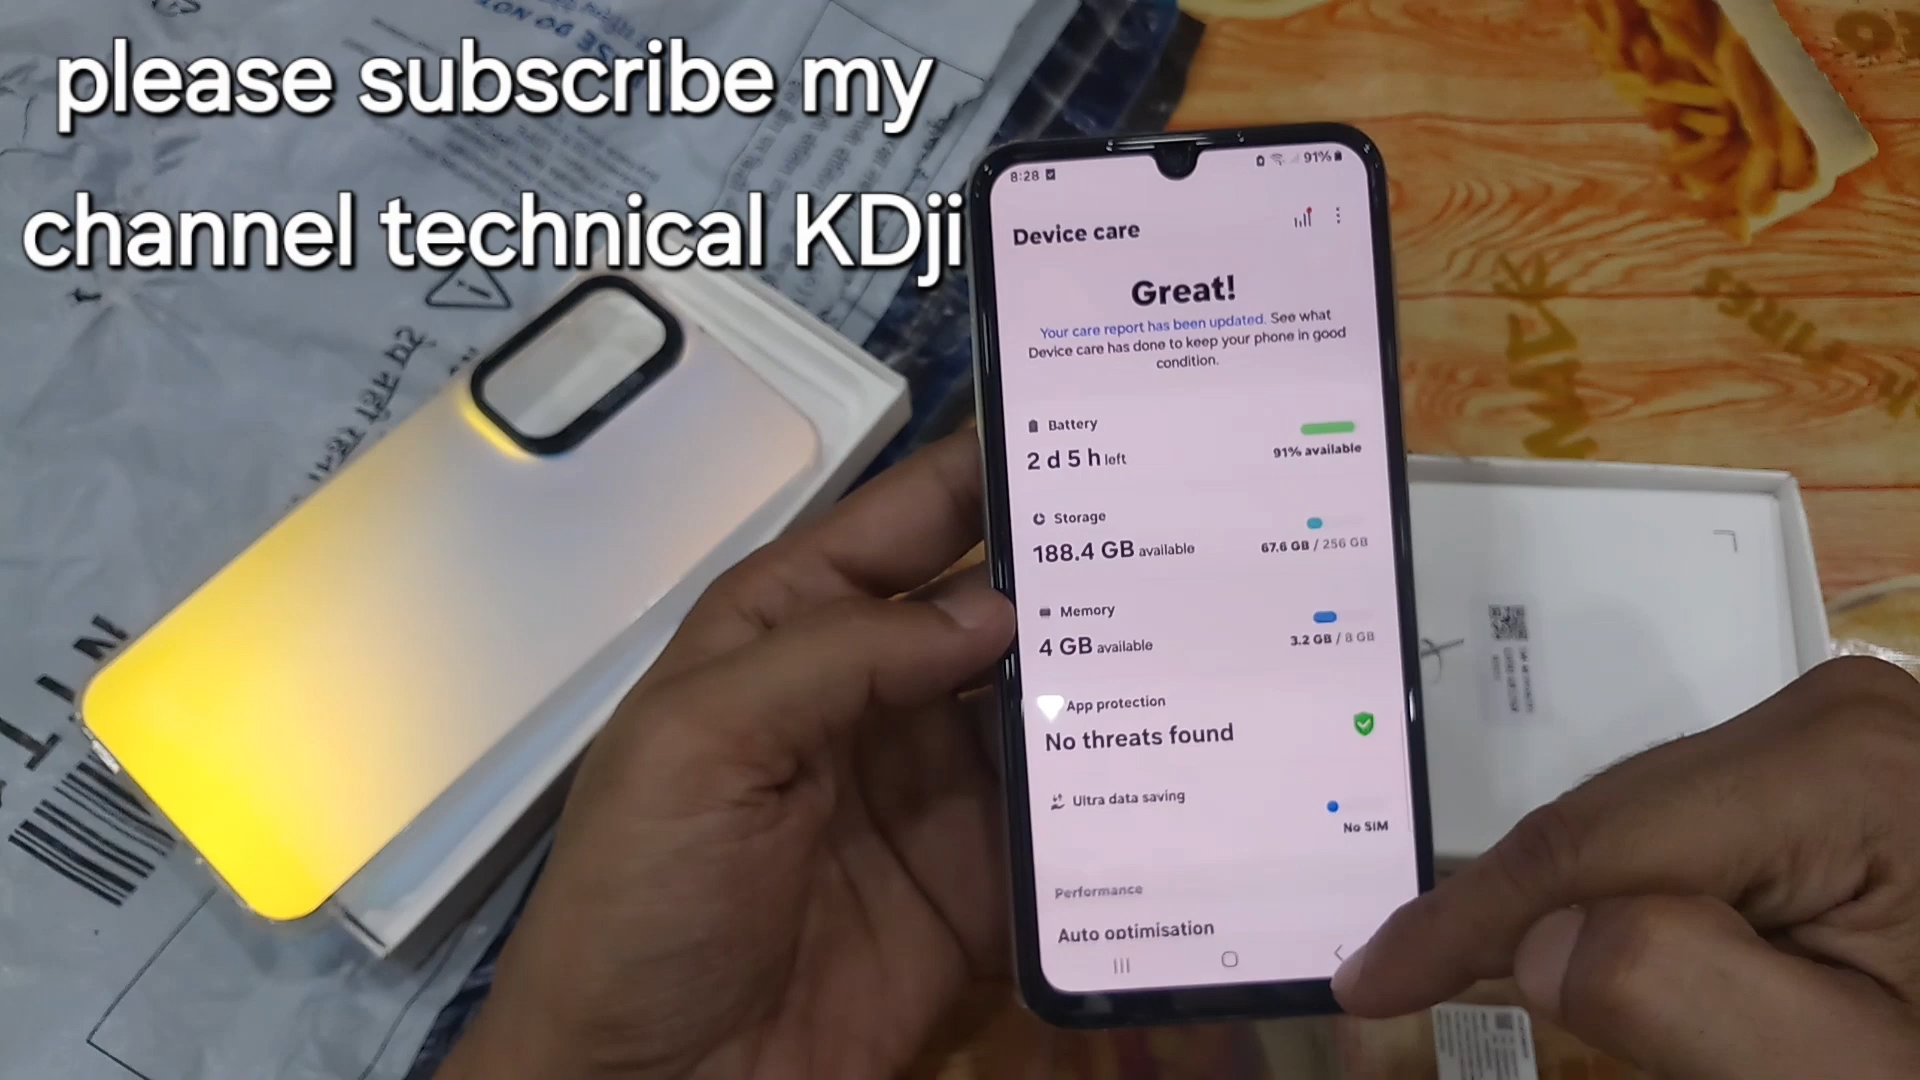 please subscribe my
channel technical KDji
8:28
91%
Device care
Great!
Your care report has been updated. See what
Device care has done to keep your phone in good
condition.
Battery
2 d 5 h left
91% available
Storage
188.4 GB available
67.6 GB / 256 GB
Memory
4 GB available
3.2 GB / 8 GB
App protection
No threats found
Ultra data saving
No SIM
Performance
Auto optimisation